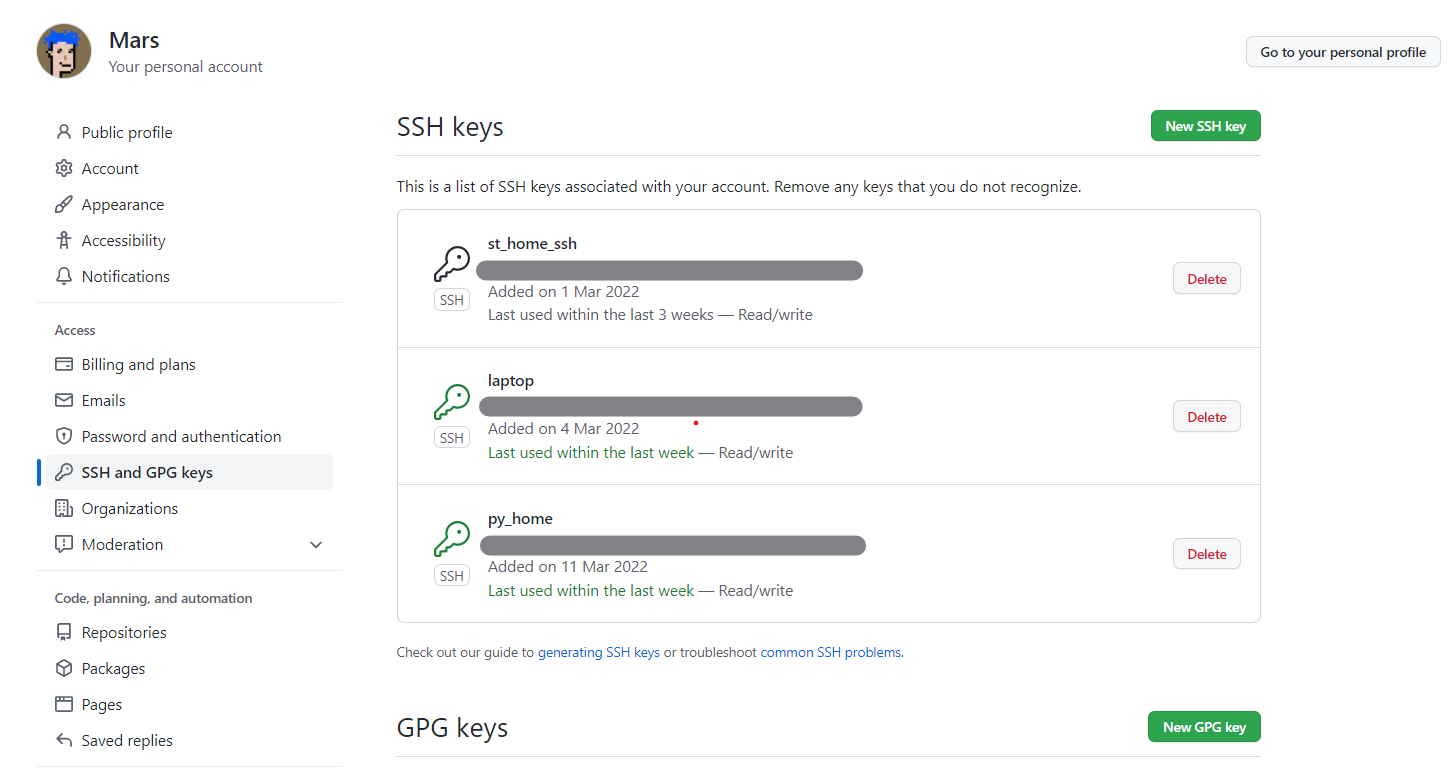 Mars
Your personal account
Go to your personal profile
Public profile
Account
Appearance
Accessibility
Notifications
Access
Billing and plans
Emails
Password and authentication
SSH and GPG keys
Organizations
Moderation
Code, planning, and automation
Repositories
Packages
Pages
Saved replies
SSH keys
New SSH key
This is a list of SSH keys associated with your account. Remove any keys that you do not recognize.
st_home_ssh
SSH
Added on 1 Mar 2022
Last used within the last 3 weeks — Read/write
Delete
laptop
SSH
Added on 4 Mar 2022
Last used within the last week — Read/write
Delete
py_home
SSH
Added on 11 Mar 2022
Last used within the last week — Read/write
Delete
Check out our guide to generating SSH keys or troubleshoot common SSH problems.
GPG keys
New GPG key